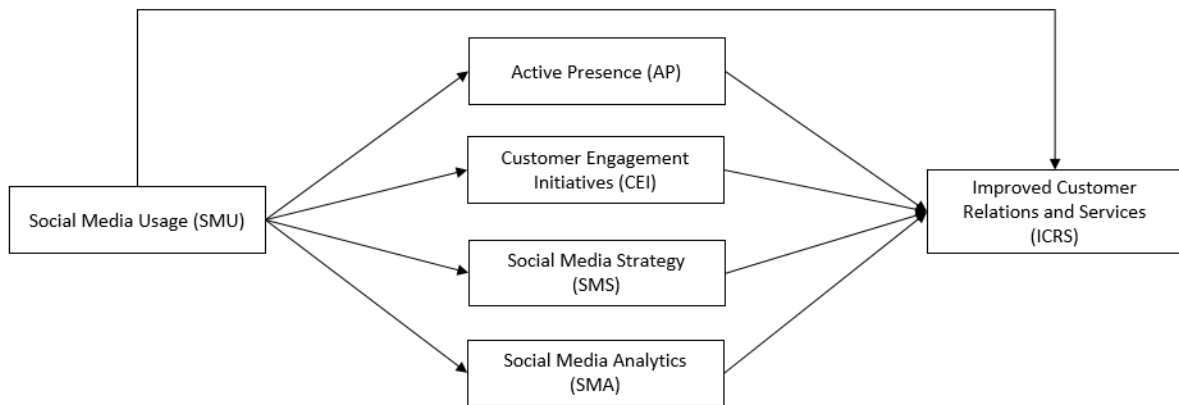 Active Presence (AP)
Customer Engagement
Initiatives (CEI)
Social Media Usage (SMU)
Improved Customer
Relations and Services
(ICRS)
Social Media Strategy
(SMS)
Social Media Analytics
(SMA)